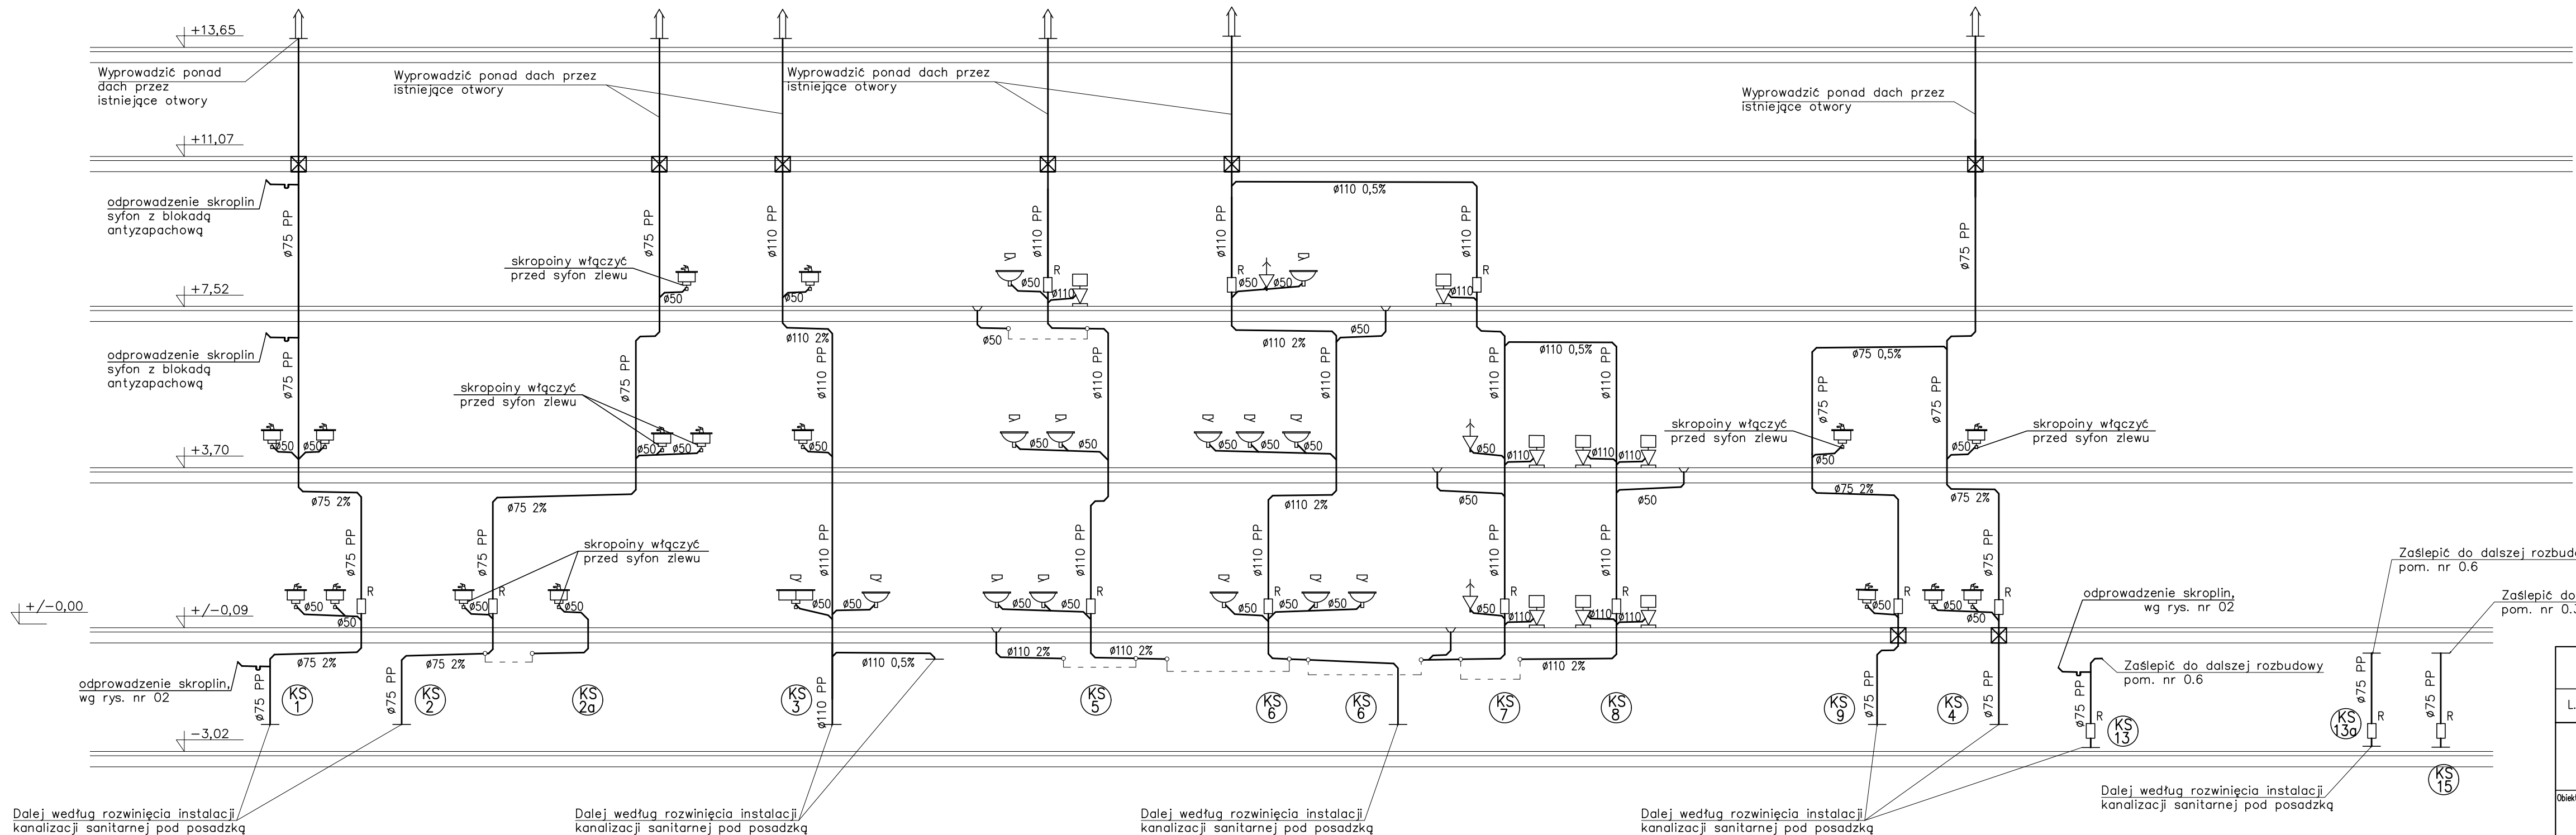 +13,65
Wyprowadzić ponad
dach przez
istniejące otwory
Wyprowadzić ponad dach przez
istniejące otwory
Wyprowadzić ponad dach przez
istniejące otwory
Wyprowadzić ponad dach przez
istniejące otwory
+11,07
ø110 0,5%
odprowadzenie skroplin
syfon z blokadą
antyzapachową
ø75 PP
ø75 PP
ø110 PP
ø110 PP
ø110 PP
ø110 PP
ø75 PP
skropoiny włączyć
przed syfon zlewu
ø50
ø50
ø50
R
ø110
R
ø50
ø50
ø110
R
+7,52
ø110 2%
ø50
ø110 2%
ø50
ø110 0,5%
ø75 0,5%
odprowadzenie skroplin
syfon z blokadą
antyzapachową
ø75 PP
ø75 PP
ø110 PP
ø110 PP
ø110 PP
ø110 PP
ø110 PP
ø75 PP
ø75 PP
skropoiny włączyć
przed syfon zlewu
skropoiny włączyć
przed syfon zlewu
skropoiny włączyć
przed syfon zlewu
ø50
ø50
ø50
ø50
ø50
ø50
ø50
ø50
ø50
ø50
ø50
ø110
ø110
ø110
ø50
ø50
+3,70
ø75 2%
ø75 2%
ø110 2%
ø50
ø50
ø75 2%
ø75 2%
ø75 PP
ø75 PP
ø110 PP
ø110 PP
ø110 PP
ø110 PP
ø110 PP
ø75 PP
skropoiny włączyć
przed syfon zlewu
Zaślepić do dalszej rozbudo
pom. nr 0.6
Zaślepić do
pom. nr 0.3
odprowadzenie skroplin,
wg rys. nr 02
+/-0,00
+/-0,09
ø50
ø50
R
ø50
R
ø50
ø50
ø50
ø50
ø50
R
ø50
R
ø50
ø50
ø50
R
ø110
ø110
R
ø110
ø50
R
ø50
ø50
R
ø75 2%
ø75 2%
ø110 0,5%
ø110 2%
ø110 2%
ø110 2%
odprowadzenie skroplin,
wg rys. nr 02
Zaślepić do dalszej rozbudowy
pom. nr 0.6
ø75 PP
KS
1
ø75 PP
KS
2
KS
2a
KS
3
ø110 PP
KS
5
KS
6
KS
6
KS
7
KS
8
KS
9
ø75 PP
KS
4
ø75 PP
ø75 PP
R
KS
13
ø75 PP
KS
13a
R
ø75 PP
R
KS
15
-3,02
L.
Dalej według rozwinięcia instalacji
kanalizacji sanitarnej pod posadzką
Dalej według rozwinięcia instalacji
kanalizacji sanitarnej pod posadzką
Dalej według rozwinięcia instalacji
kanalizacji sanitarnej pod posadzką
Dalej według rozwinięcia instalacji
kanalizacji sanitarnej pod posadzką
Dalej według rozwinięcia instalacji
kanalizacji sanitarnej pod posadzką
Obiekt